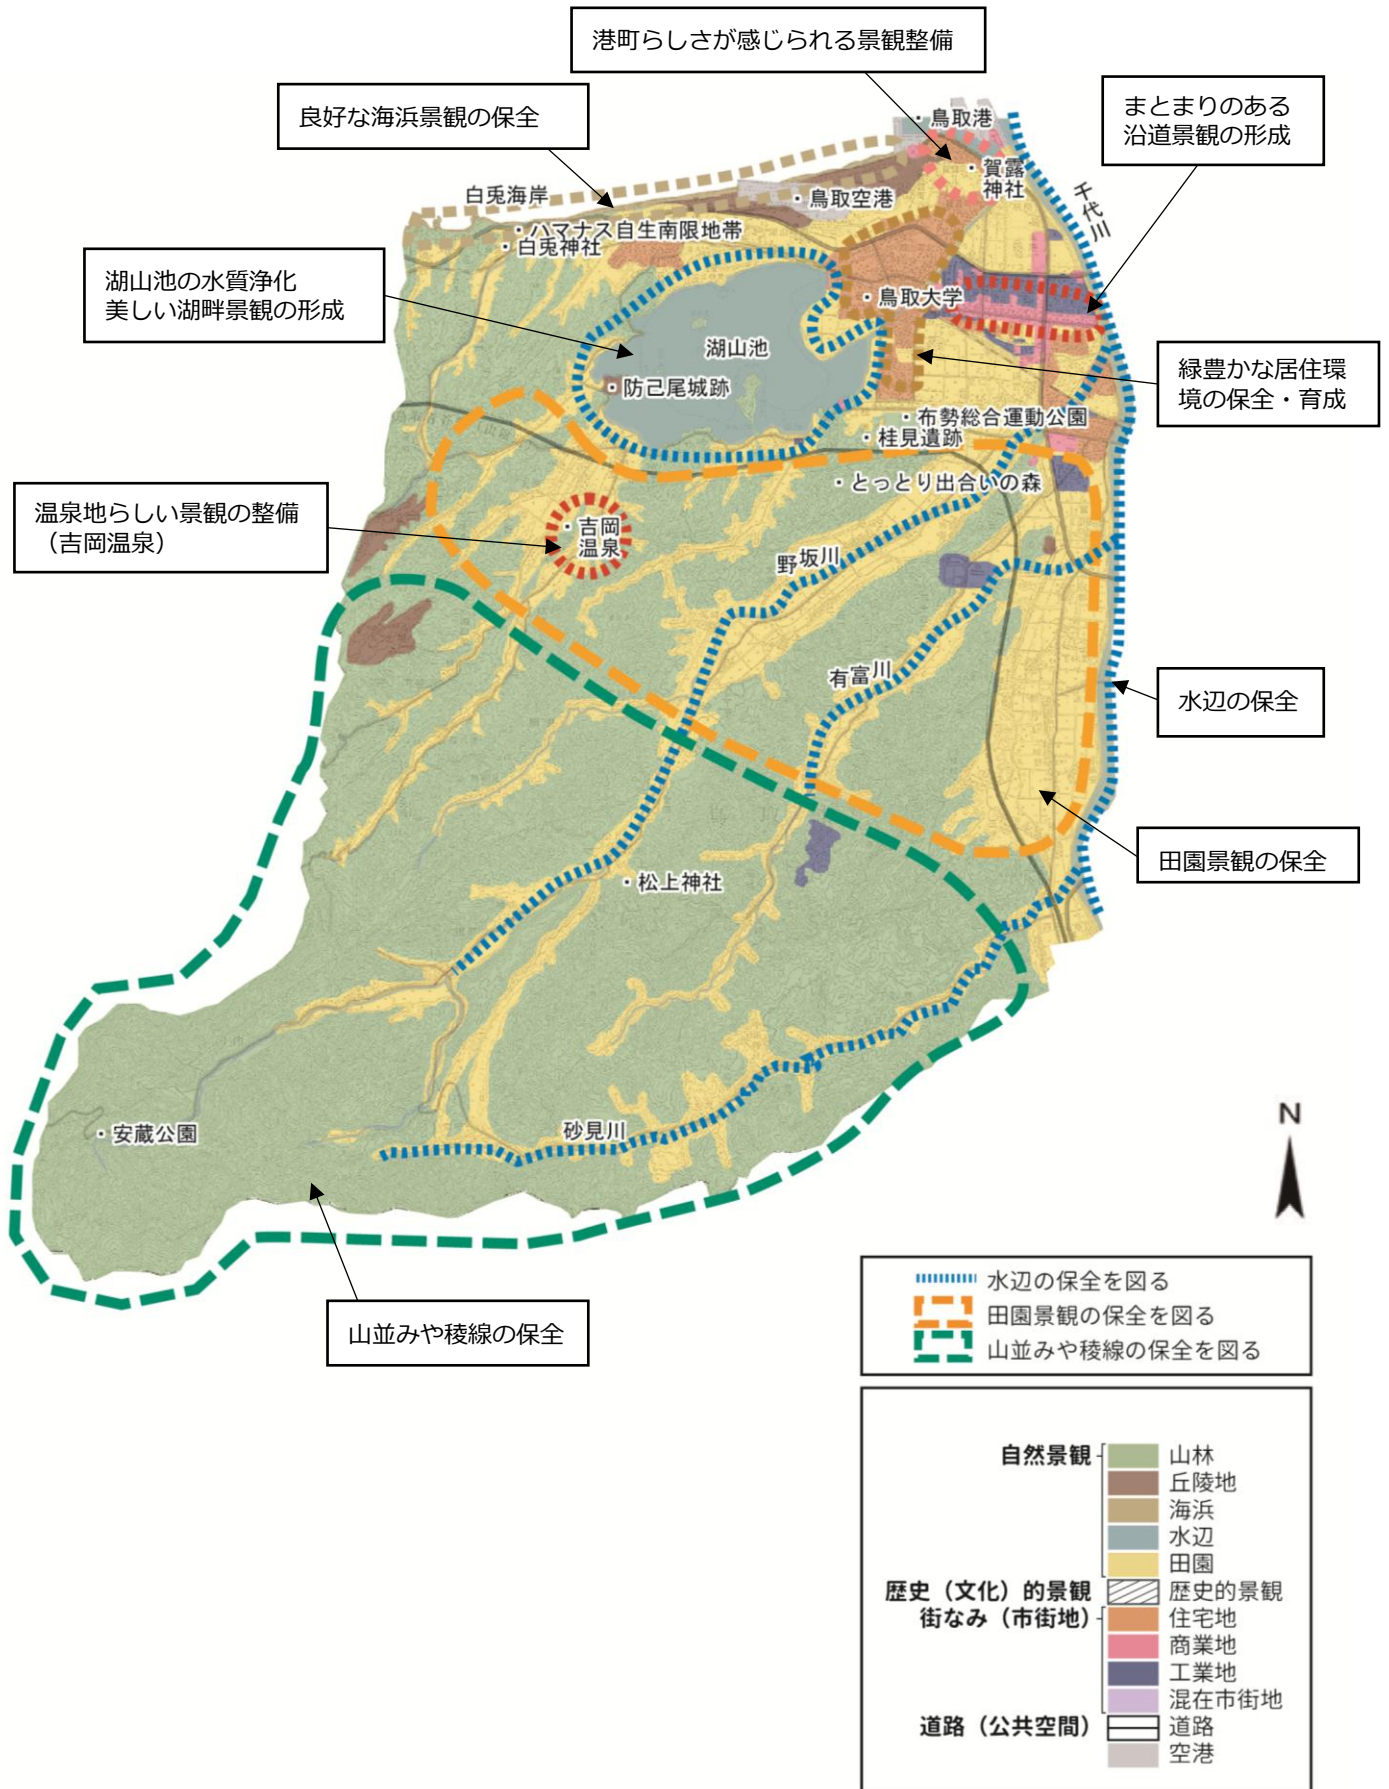 港町らしさが感じられる景観整備
良好な海浜景観の保全
まとまりのある
沿道景観の形成
・鳥取港
・賀露
神社
千代川
白兎海岸
・鳥取空港
・ハマナス自生南限地帯
・白兎神社
湖山池の水質浄化
美しい湖畔景観の形成
・鳥取大学
湖山池
・防己尾城跡
緑豊かな居住環
境の保全・育成
・布勢総合運動公園
・桂見遺跡
・とっとり出合いの森
温泉地らしい景観の整備
（吉岡温泉）
・吉岡
温泉
野坂川
有富川
水辺の保全
田園景観の保全
・松上神社
砂見川
・安蔵公園
N
山並みや稜線の保全
水辺の保全を図る
田園景観の保全を図る
山並みや稜線の保全を図る
自然景観
山林
丘陵地
海浜
水辺
田園
歴史（文化）的景観
歴史的景観
街なみ（市街地）
住宅地
商業地
工業地
混在市街地
道路（公共空間）
道路
空港